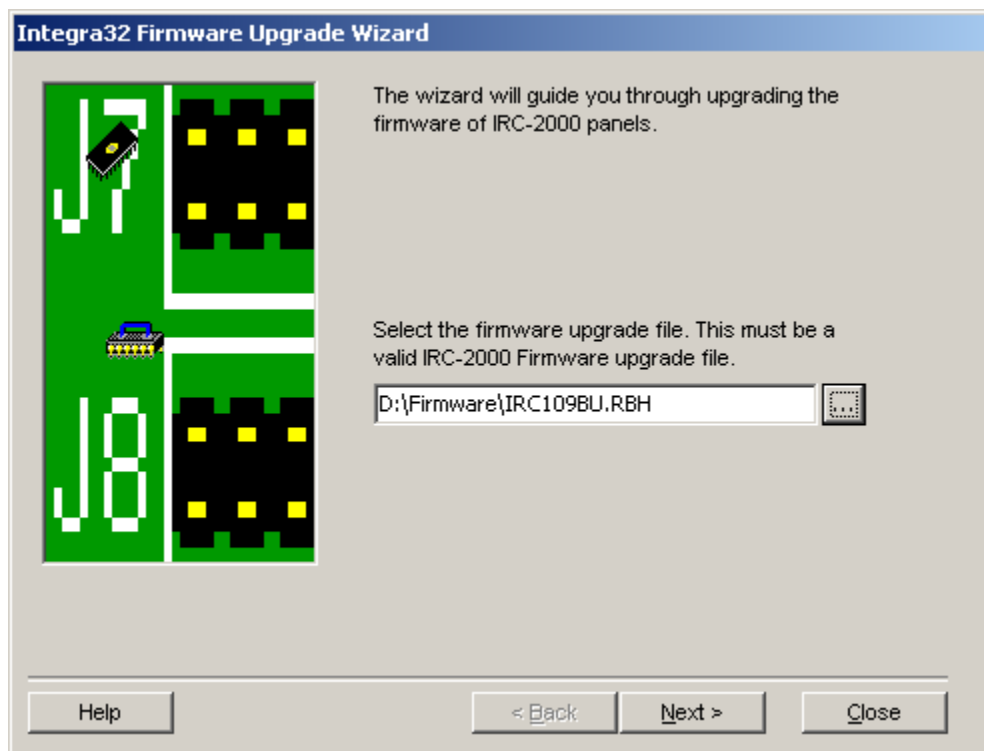 Integra32 Firmware Upgrade Wizard
The wizard will guide you through upgrading the
firmware of IRC-2000 panels.
J7
Select the firmware upgrade file. This must be a
valid IRC-2000 Firmware upgrade file.
D:\Firmware\IRC109BU.RBH
...
J8
Help
< Back
Next >
Close